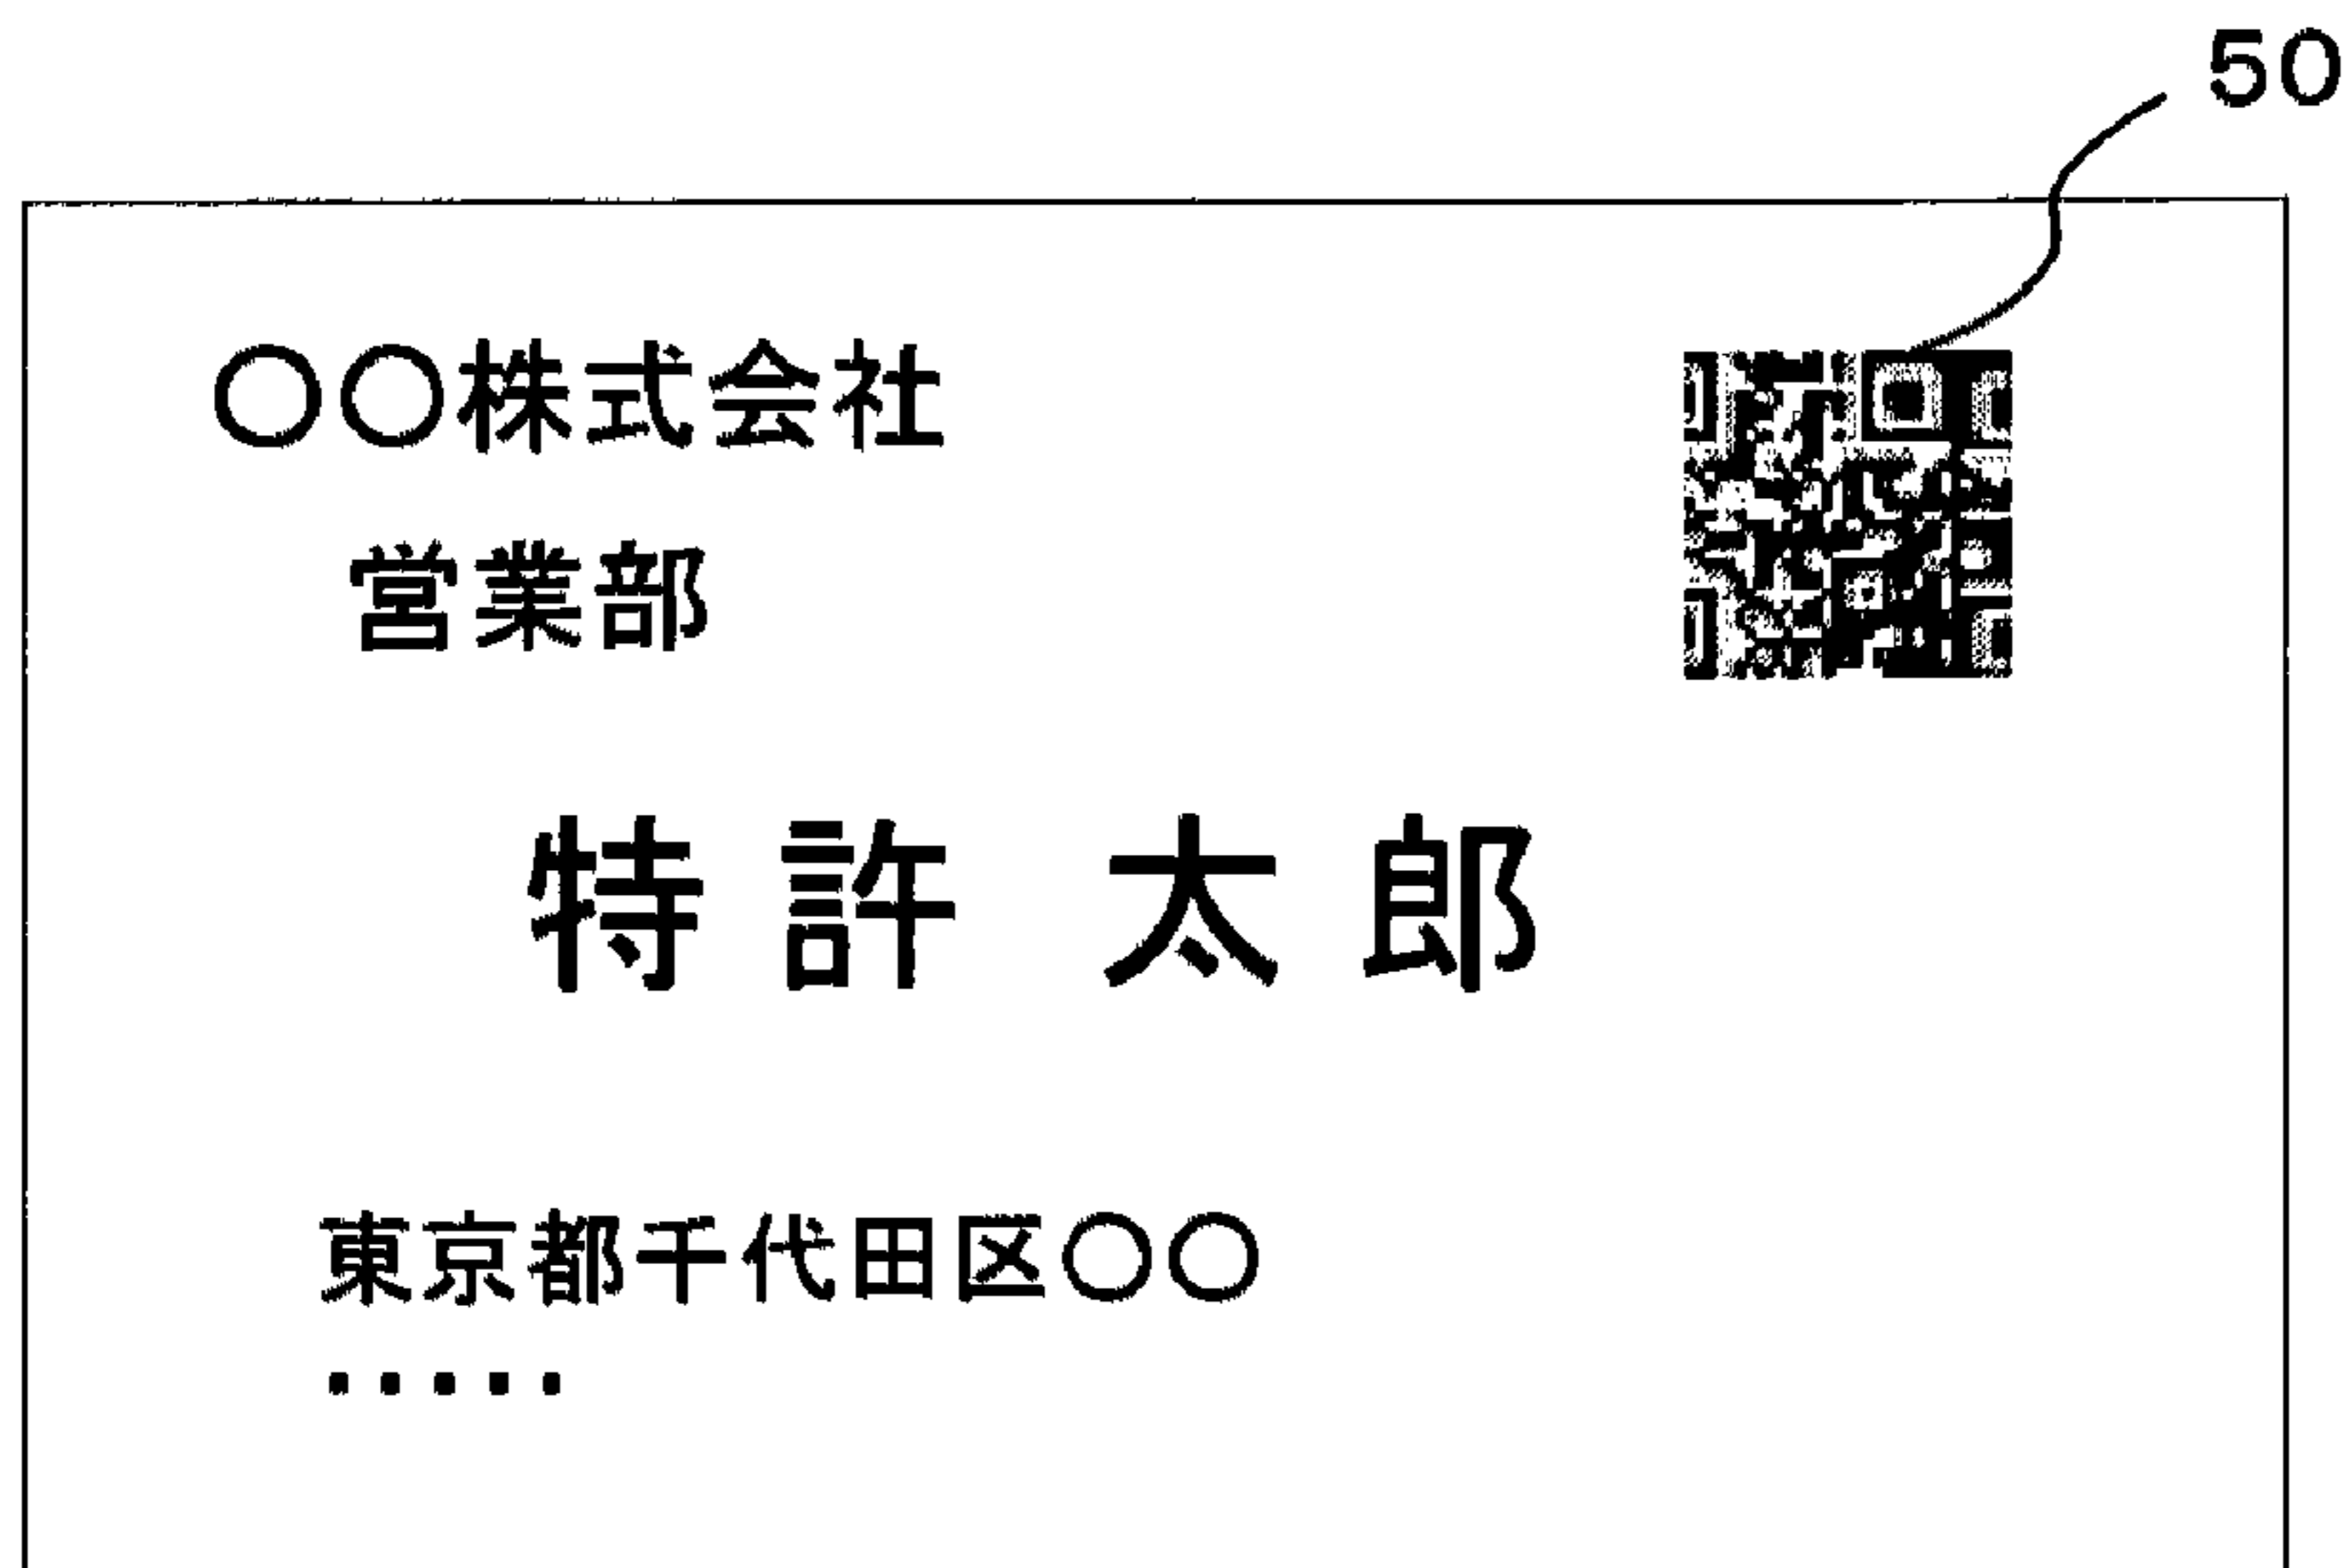 50
〇〇株式会社
営業部
特許 太郎
東京都千代田区〇〇
・・・・・